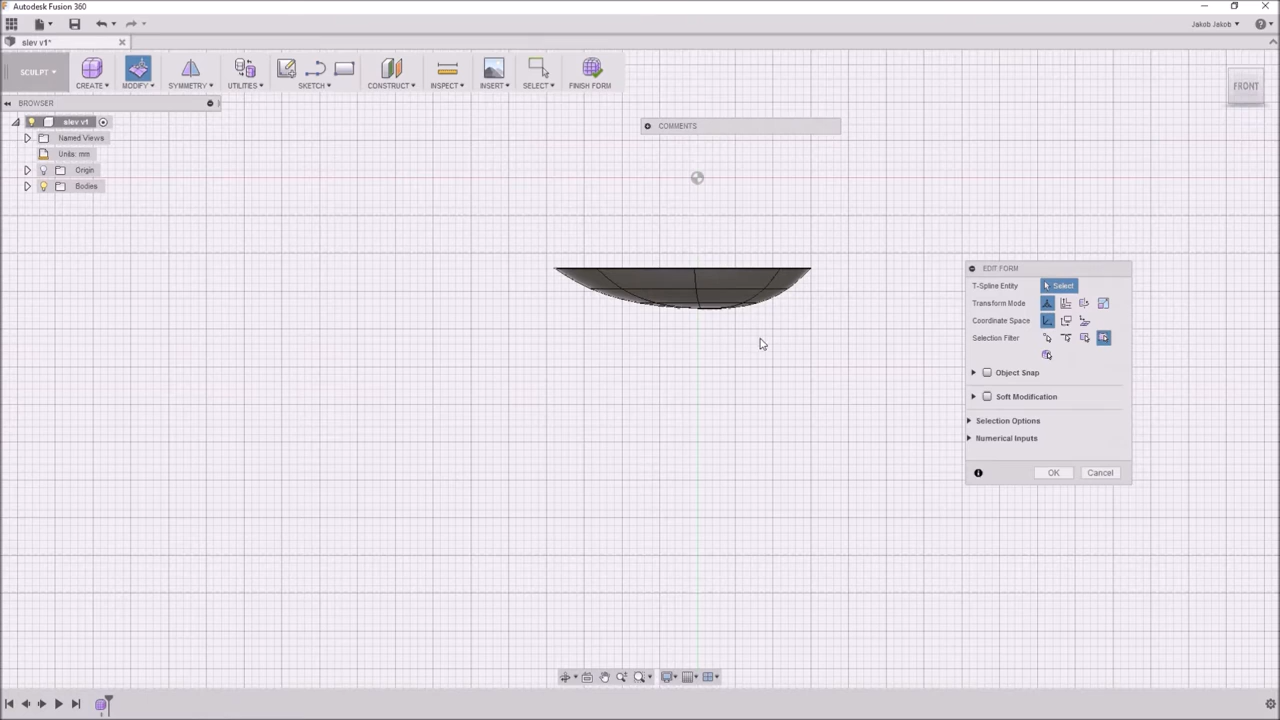 Autodesk Fusion 360
Jakob Jakob
slev v1*
SCULPT
CREATE
MODIFY
SYMMETRY
UTILITIES
SKETCH
CONSTRUCT
INSPECT
INSERT
SELECT
FINISH FORM
FRONT
BROWSER
COMMENTS
slev v1
Named Views
Units: mm
Origin
Bodies
EDIT FORM
T-Spline Entity
Select
Transform Mode
Coordinate Space
Selection Filter
Object Snap
Soft Modification
Selection Options
Numerical Inputs
OK
Cancel